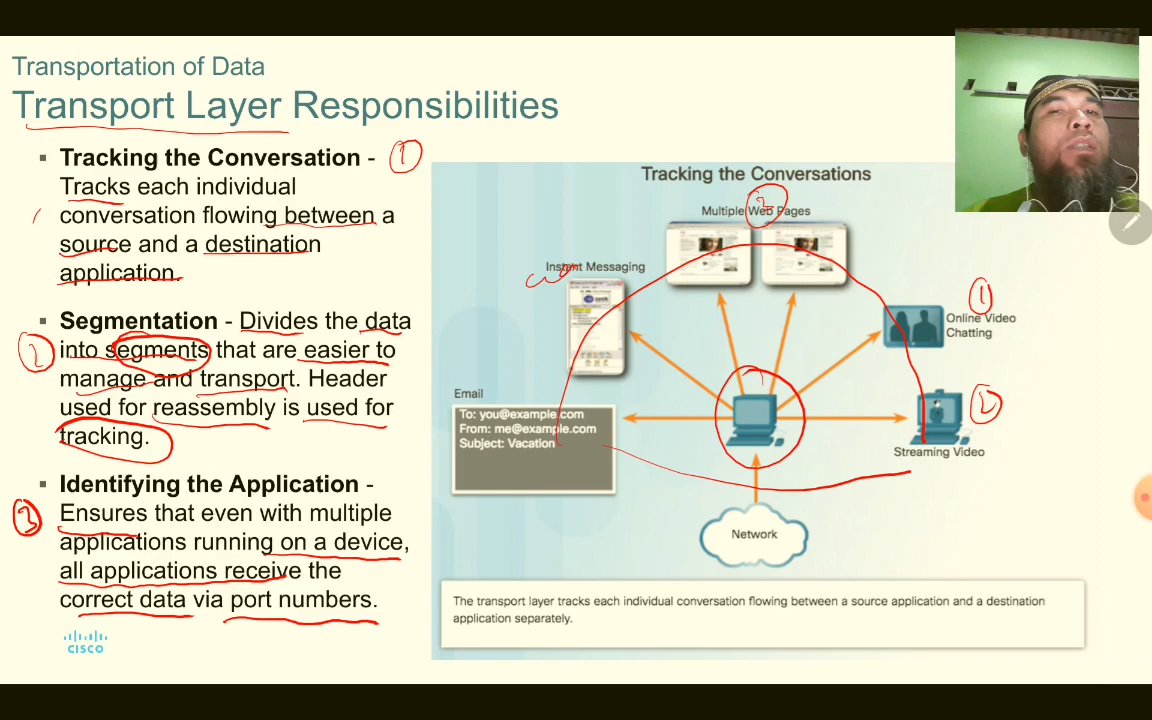 Transportation of Data
Transport Layer Responsibilities
Tracking the Conversation -
Tracks each individual
conversation flowing between a
source and a destination
application.
Segmentation - Divides the data
into segments that are easier to
manage and transport. Header
used for reassembly is used for
tracking.
Identifying the Application -
Ensures that even with multiple
applications running on a device,
all applications receive the
correct data via port numbers.
CISCO
1
2
3
Tracking the Conversations
Multiple Web Pages
Instant Messaging
Online Video
Chatting
1
Email
To: you@example.com
From: me@example.com
Subject: Vacation
Streaming Video
Network
The transport layer tracks each individual conversation flowing between a source application and a destination
application separately.